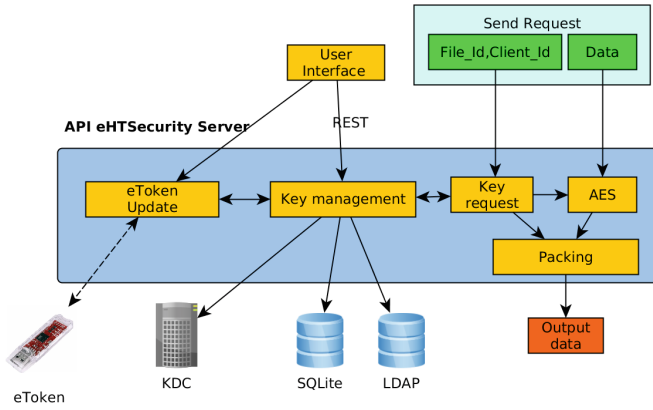 Send Request
File_Id,Client_Id
Data
User
Interface
REST
API eHTSecurity Server
eToken
Update
Key management
Key
request
AES
Packing
Output
data
KDC
SQLite
LDAP
eToken